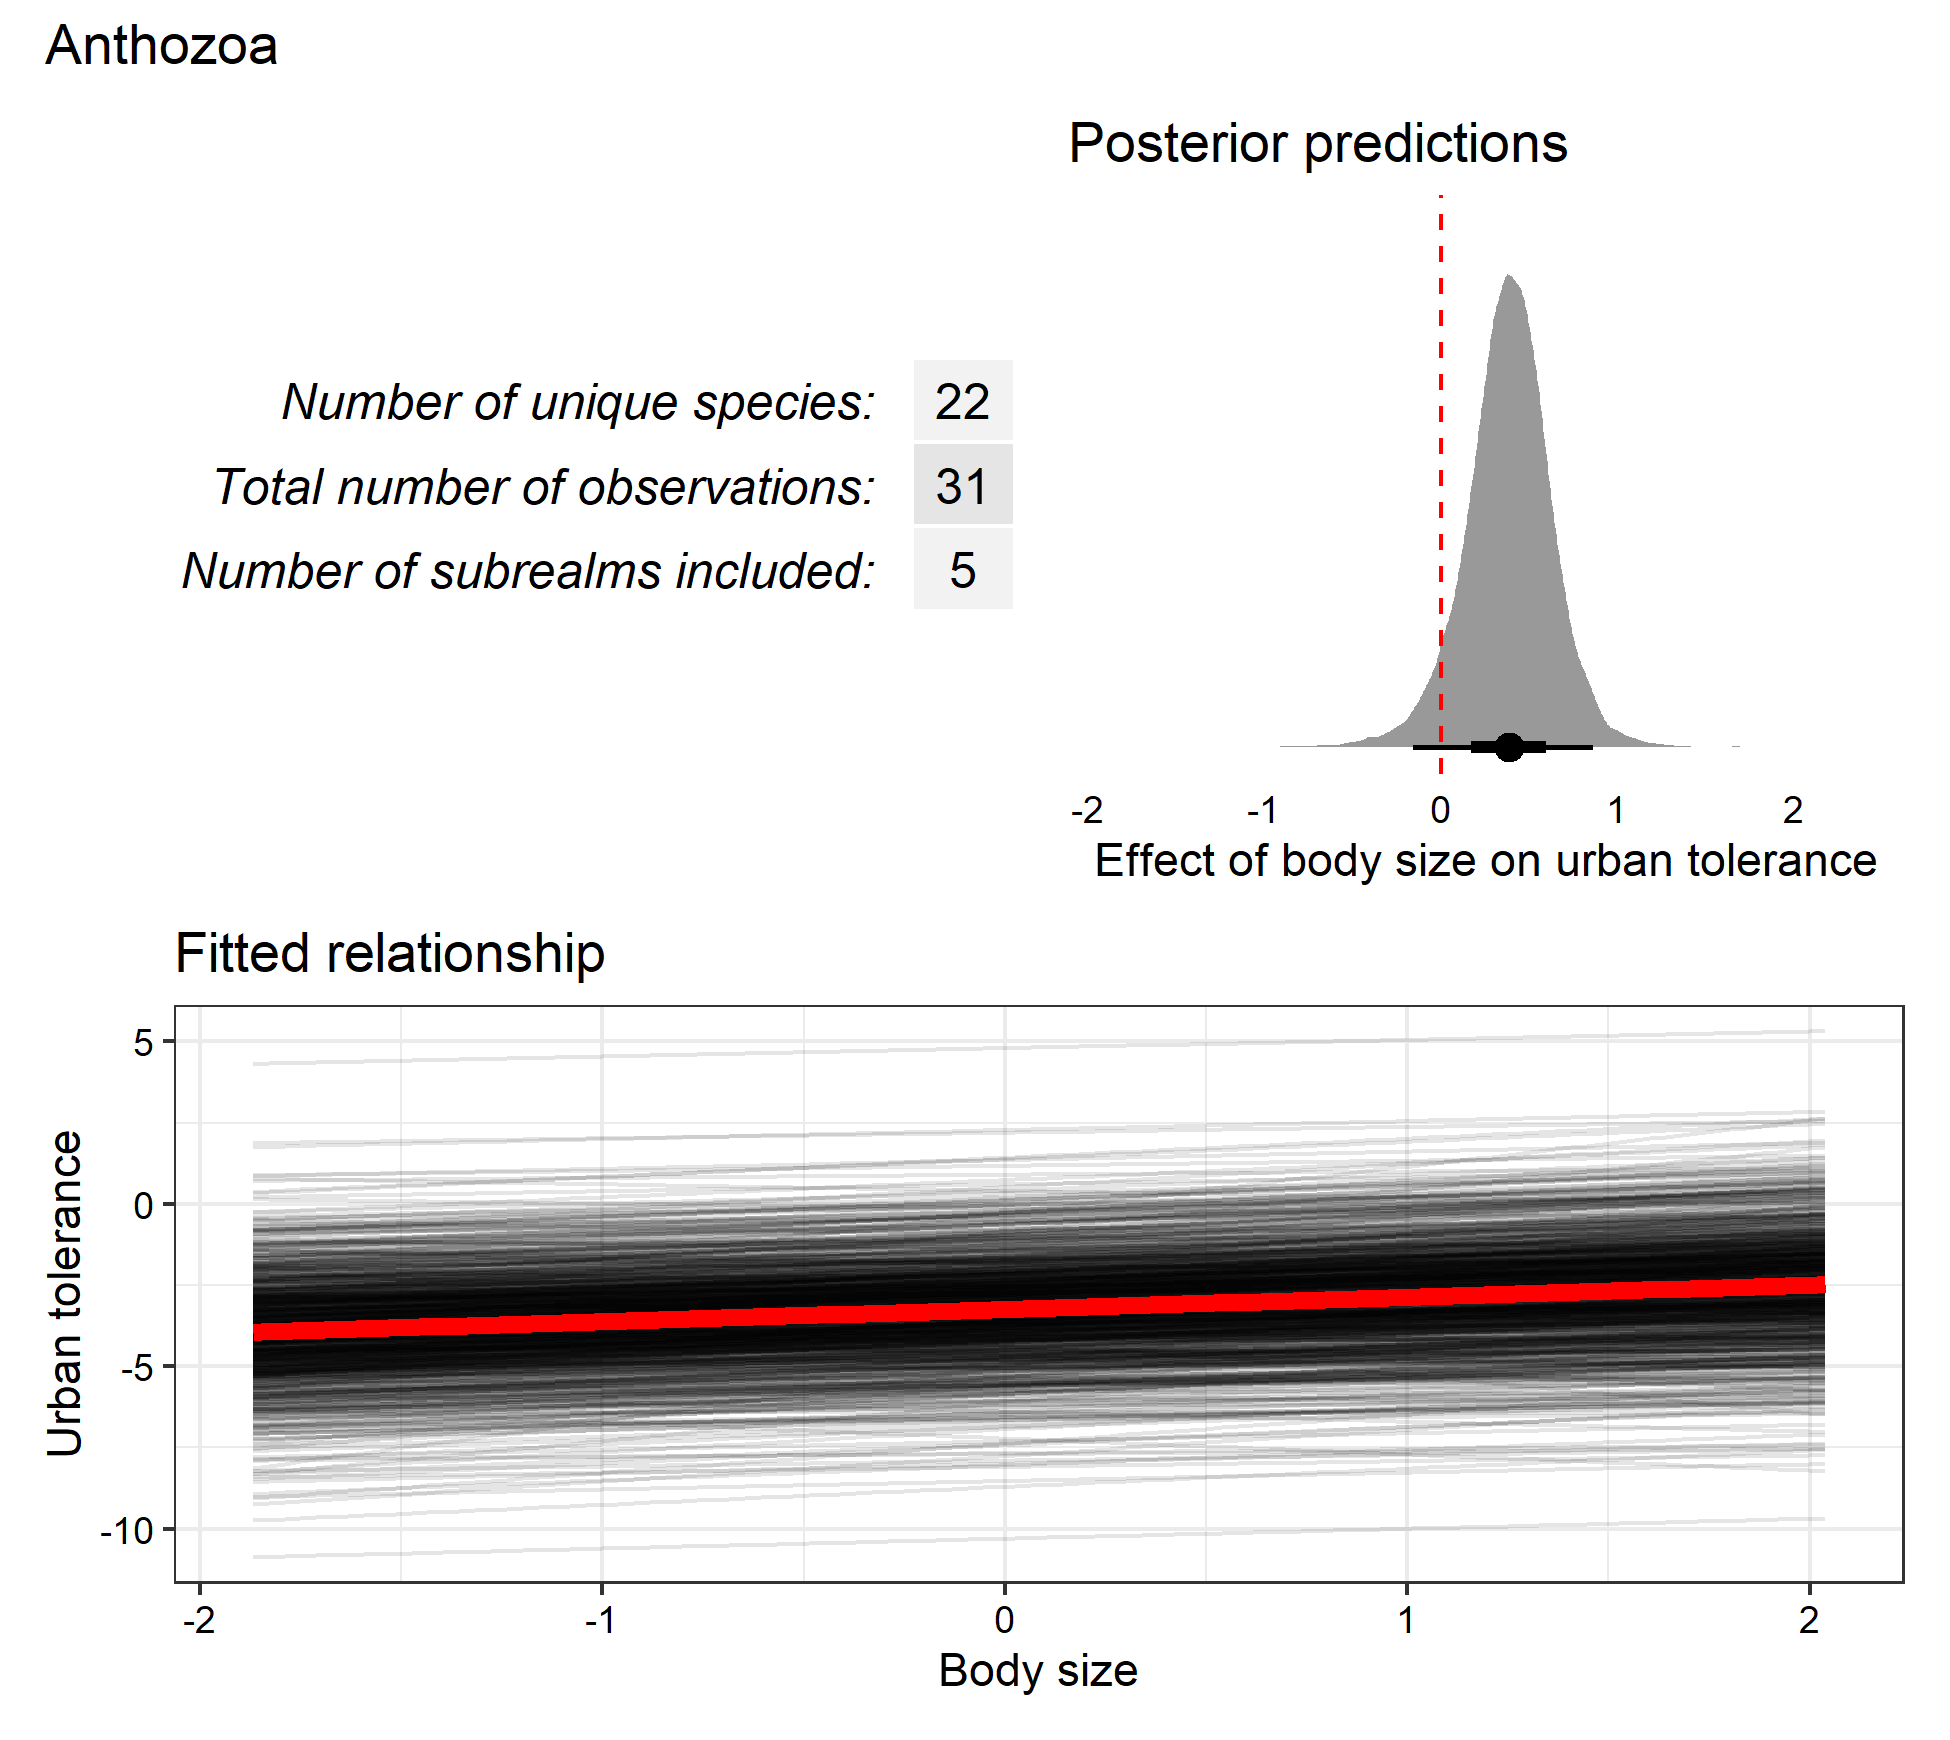 Anthozoa
Number of unique species: 22
Total number of observations: 31
Number of subrealms included: 5
Posterior predictions
-2 -1 0 1 2
Effect of body size on urban tolerance
Fitted relationship
Urban tolerance
5
0
-5
-10
-2 -1 0 1 2
Body size